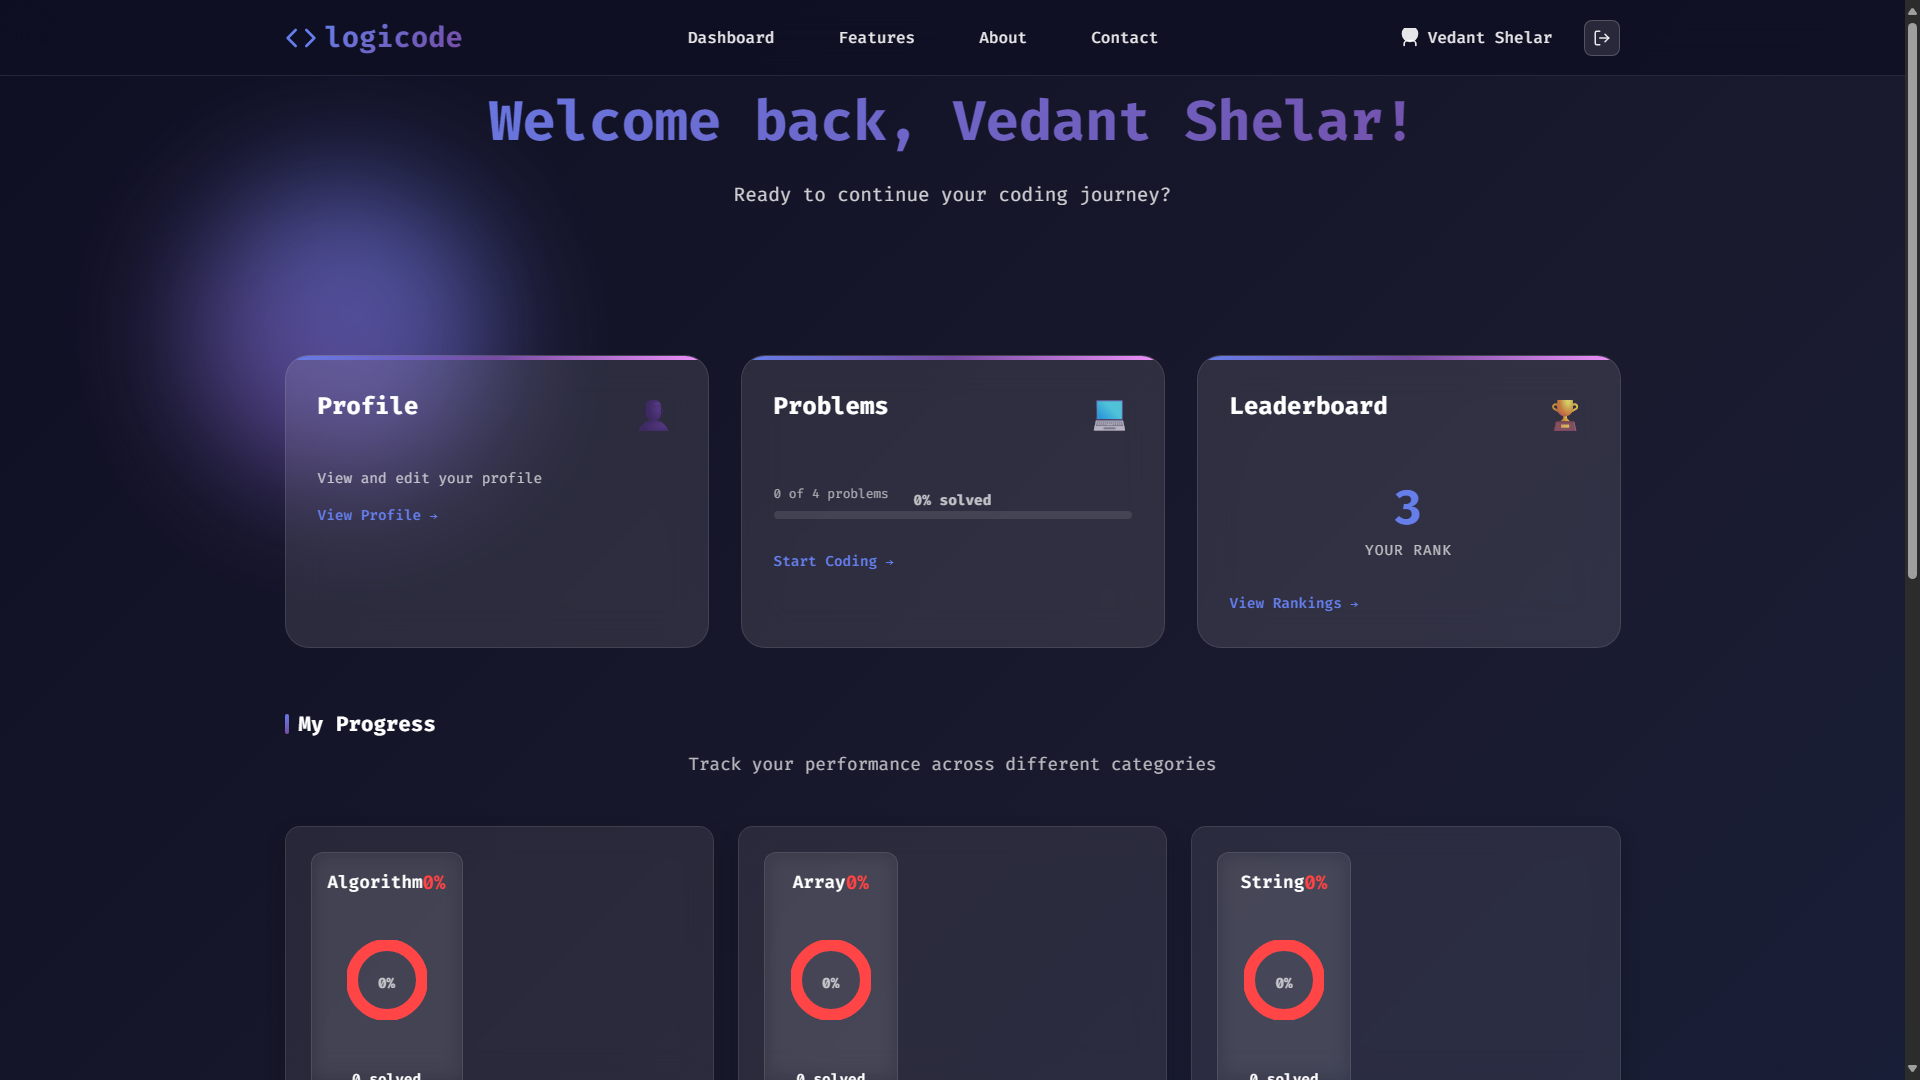 <> logicode
Dashboard
Features
About
Contact
Vedant Shelar
Welcome back, Vedant Shelar!
Ready to continue your coding journey?
Profile
View and edit your profile
View Profile →
Problems
0 of 4 problems
0% solved
Start Coding →
Leaderboard
3
YOUR RANK
View Rankings →
My Progress
Track your performance across different categories
Algorithm0%
0%
0 solved
Array0%
0%
0 solved
String0%
0%
0 solved